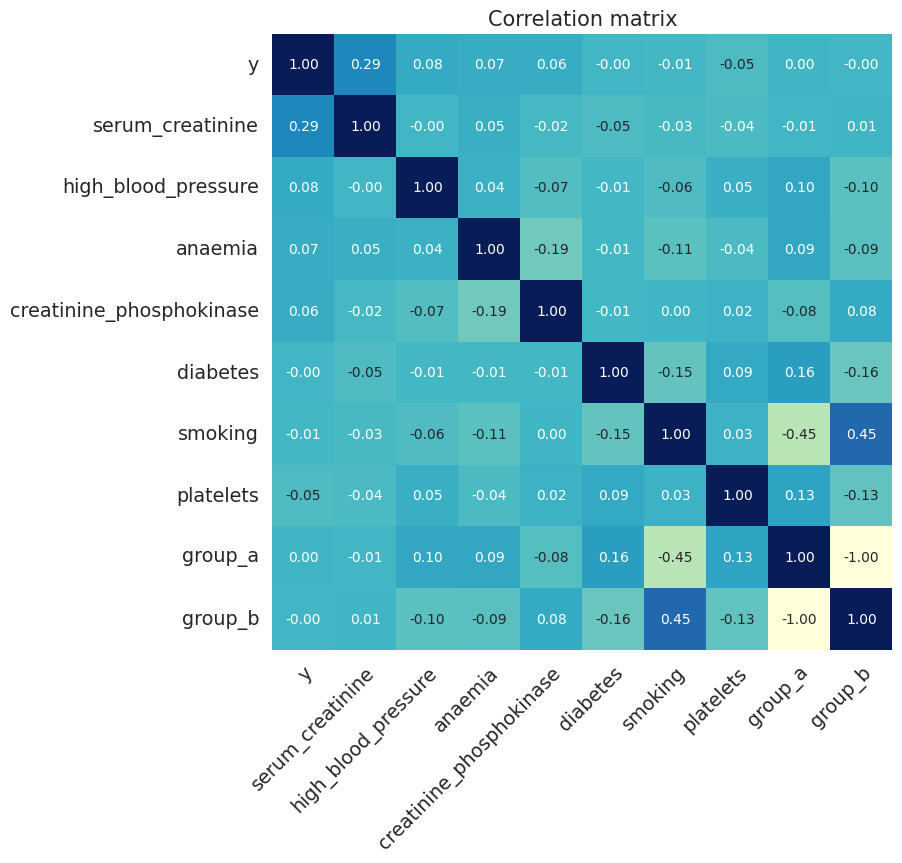 Correlation matrix
y 1.00 0.29 0.08 0.07 0.06 -0.00 -0.01 -0.05 0.00 -0.00
serum_creatinine 0.29 1.00 -0.00 0.05 -0.02 -0.05 -0.03 -0.04 -0.01 0.01
high_blood_pressure 0.08 -0.00 1.00 0.04 -0.07 -0.01 -0.06 0.05 0.10 -0.10
anaemia 0.07 0.05 0.04 1.00 -0.19 -0.01 -0.11 -0.04 0.09 -0.09
creatinine_phosphokinase 0.06 -0.02 -0.07 -0.19 1.00 -0.01 0.00 0.02 -0.08 0.08
diabetes -0.00 -0.05 -0.01 -0.01 -0.01 1.00 -0.15 0.09 0.16 -0.16
smoking -0.01 -0.03 -0.06 -0.11 0.00 -0.15 1.00 0.03 -0.45 0.45
platelets -0.05 -0.04 0.05 -0.04 0.02 0.09 0.03 1.00 0.13 -0.13
group_a 0.00 -0.01 0.10 0.09 -0.08 0.16 -0.45 0.13 1.00 -1.00
group_b -0.00 0.01 -0.10 -0.09 0.08 -0.16 0.45 -0.13 -1.00 1.00
y
serum_creatinine
high_blood_pressure
anaemia
creatinine_phosphokinase
diabetes
smoking
platelets
group_a
group_b